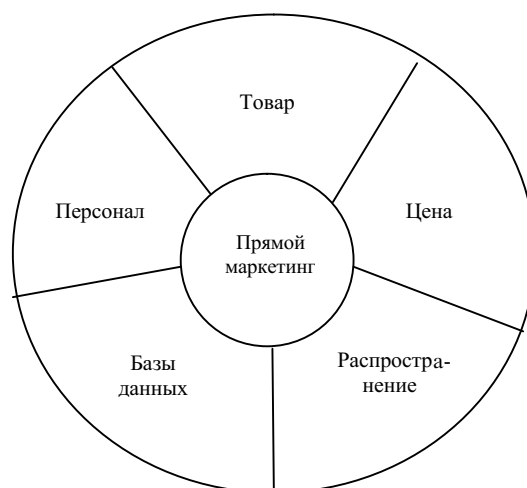 Товар
Персонал
Цена
Прямой
маркетинг
Базы
данных
Распростра-
нение